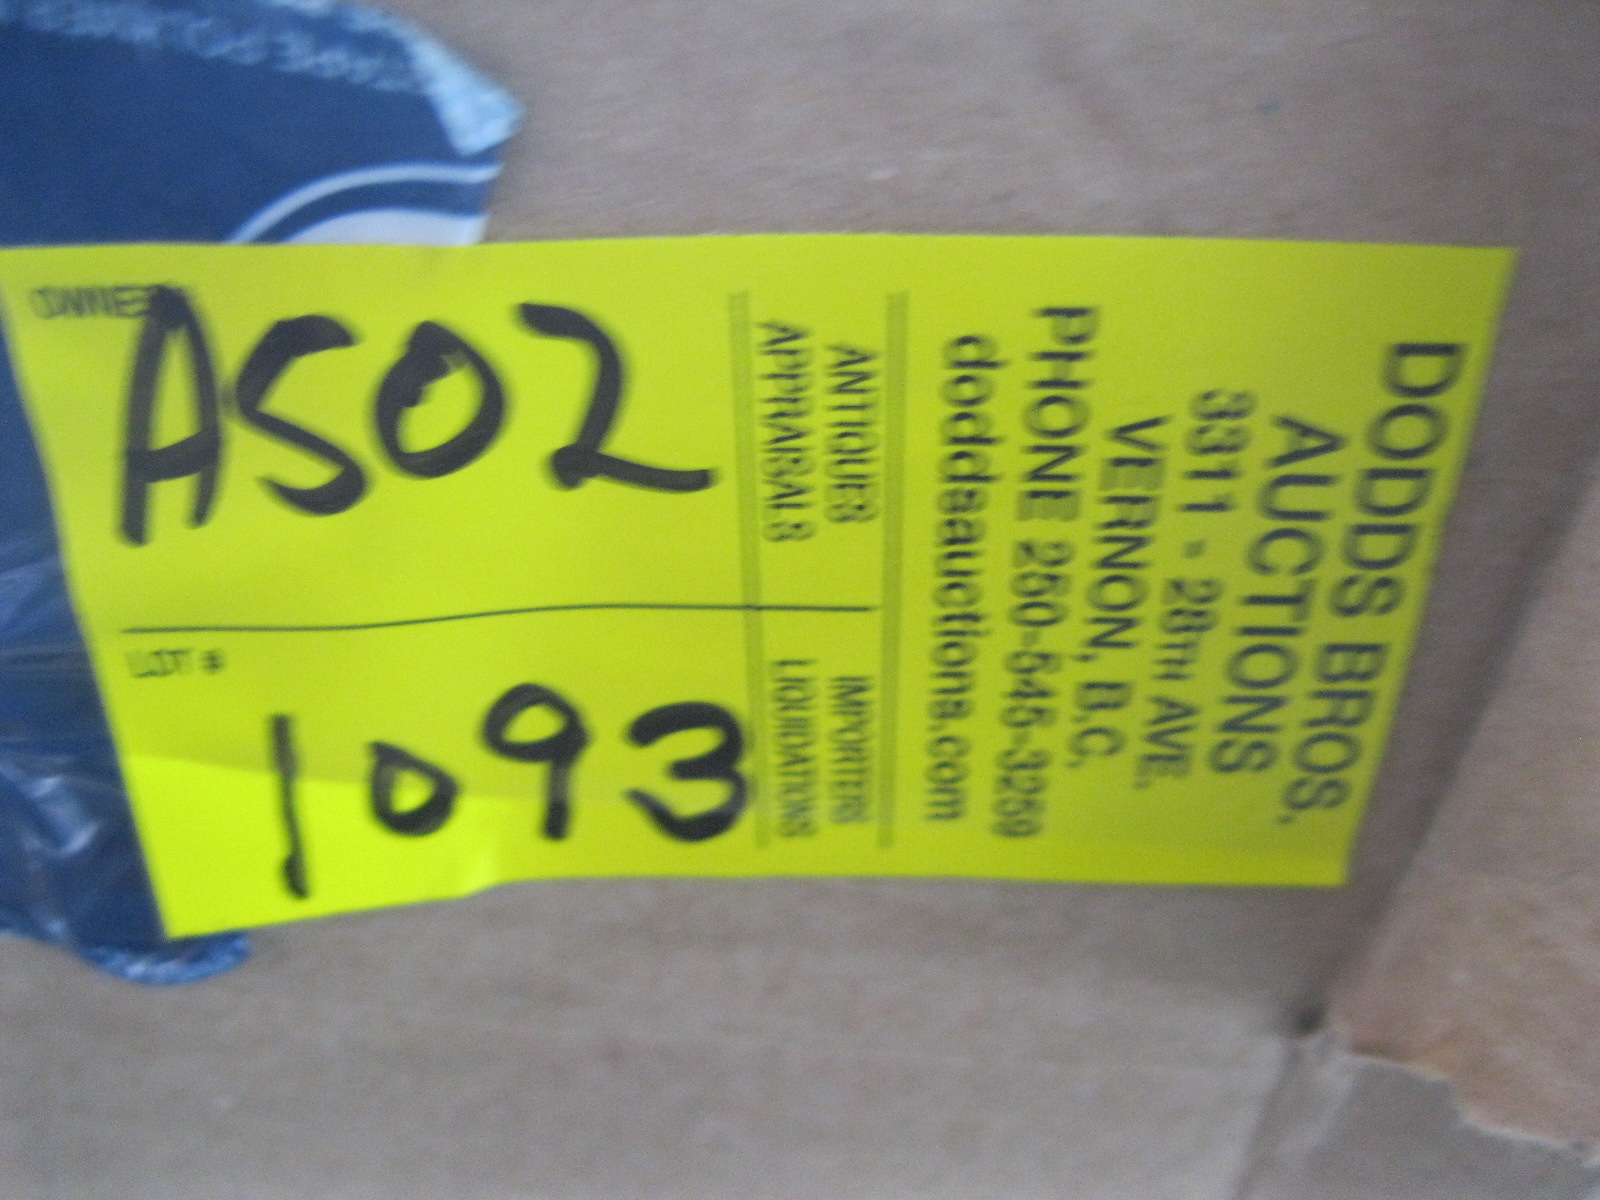 DODDS BROS.
AUCTIONS
3311 - 28TH AVE.
VERNON, B.C.
PHONE 250-545-3259
doddsauctions.com
ANTIQUES
APPRAISALS
IMPORTERS
LIQUIDATIONS
OWNER
A502
LOT #
1093